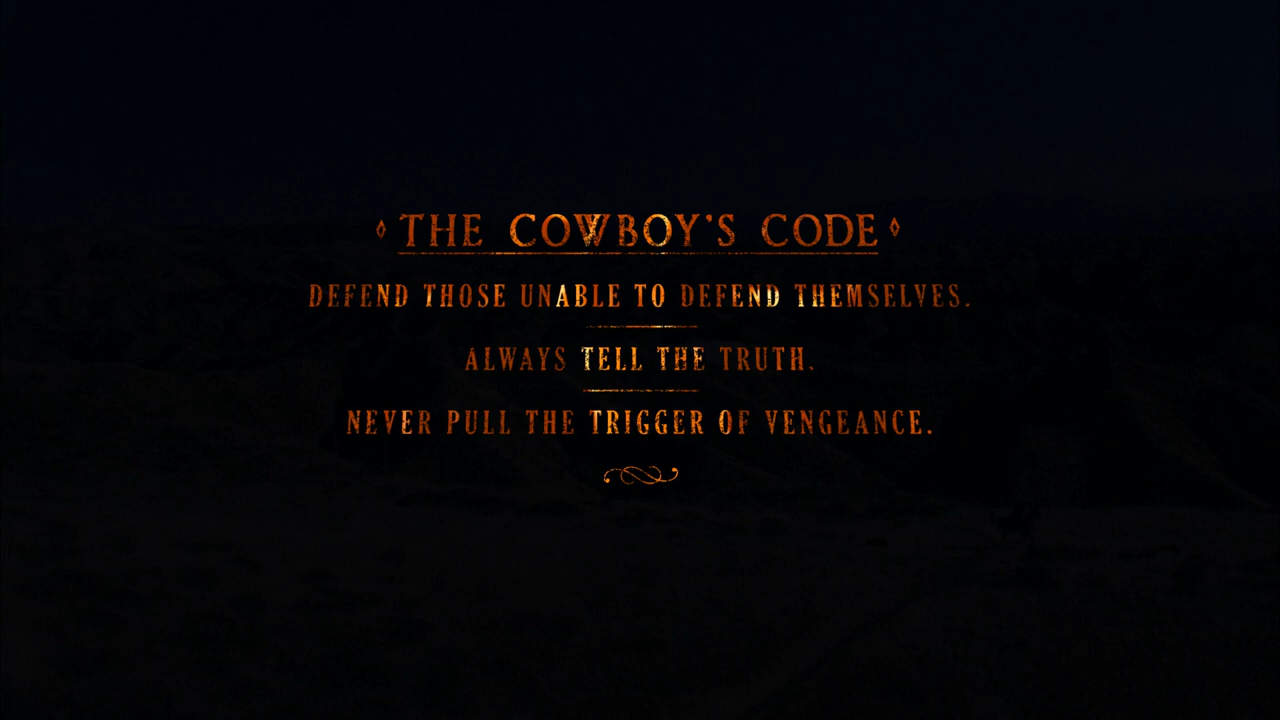 THE COWBOY'S CODE
DEFEND THOSE UNABLE TO DEFEND THEMSELVES.
ALWAYS TELL THE TRUTH.
NEVER PULL THE TRIGGER OF VENGEANCE.